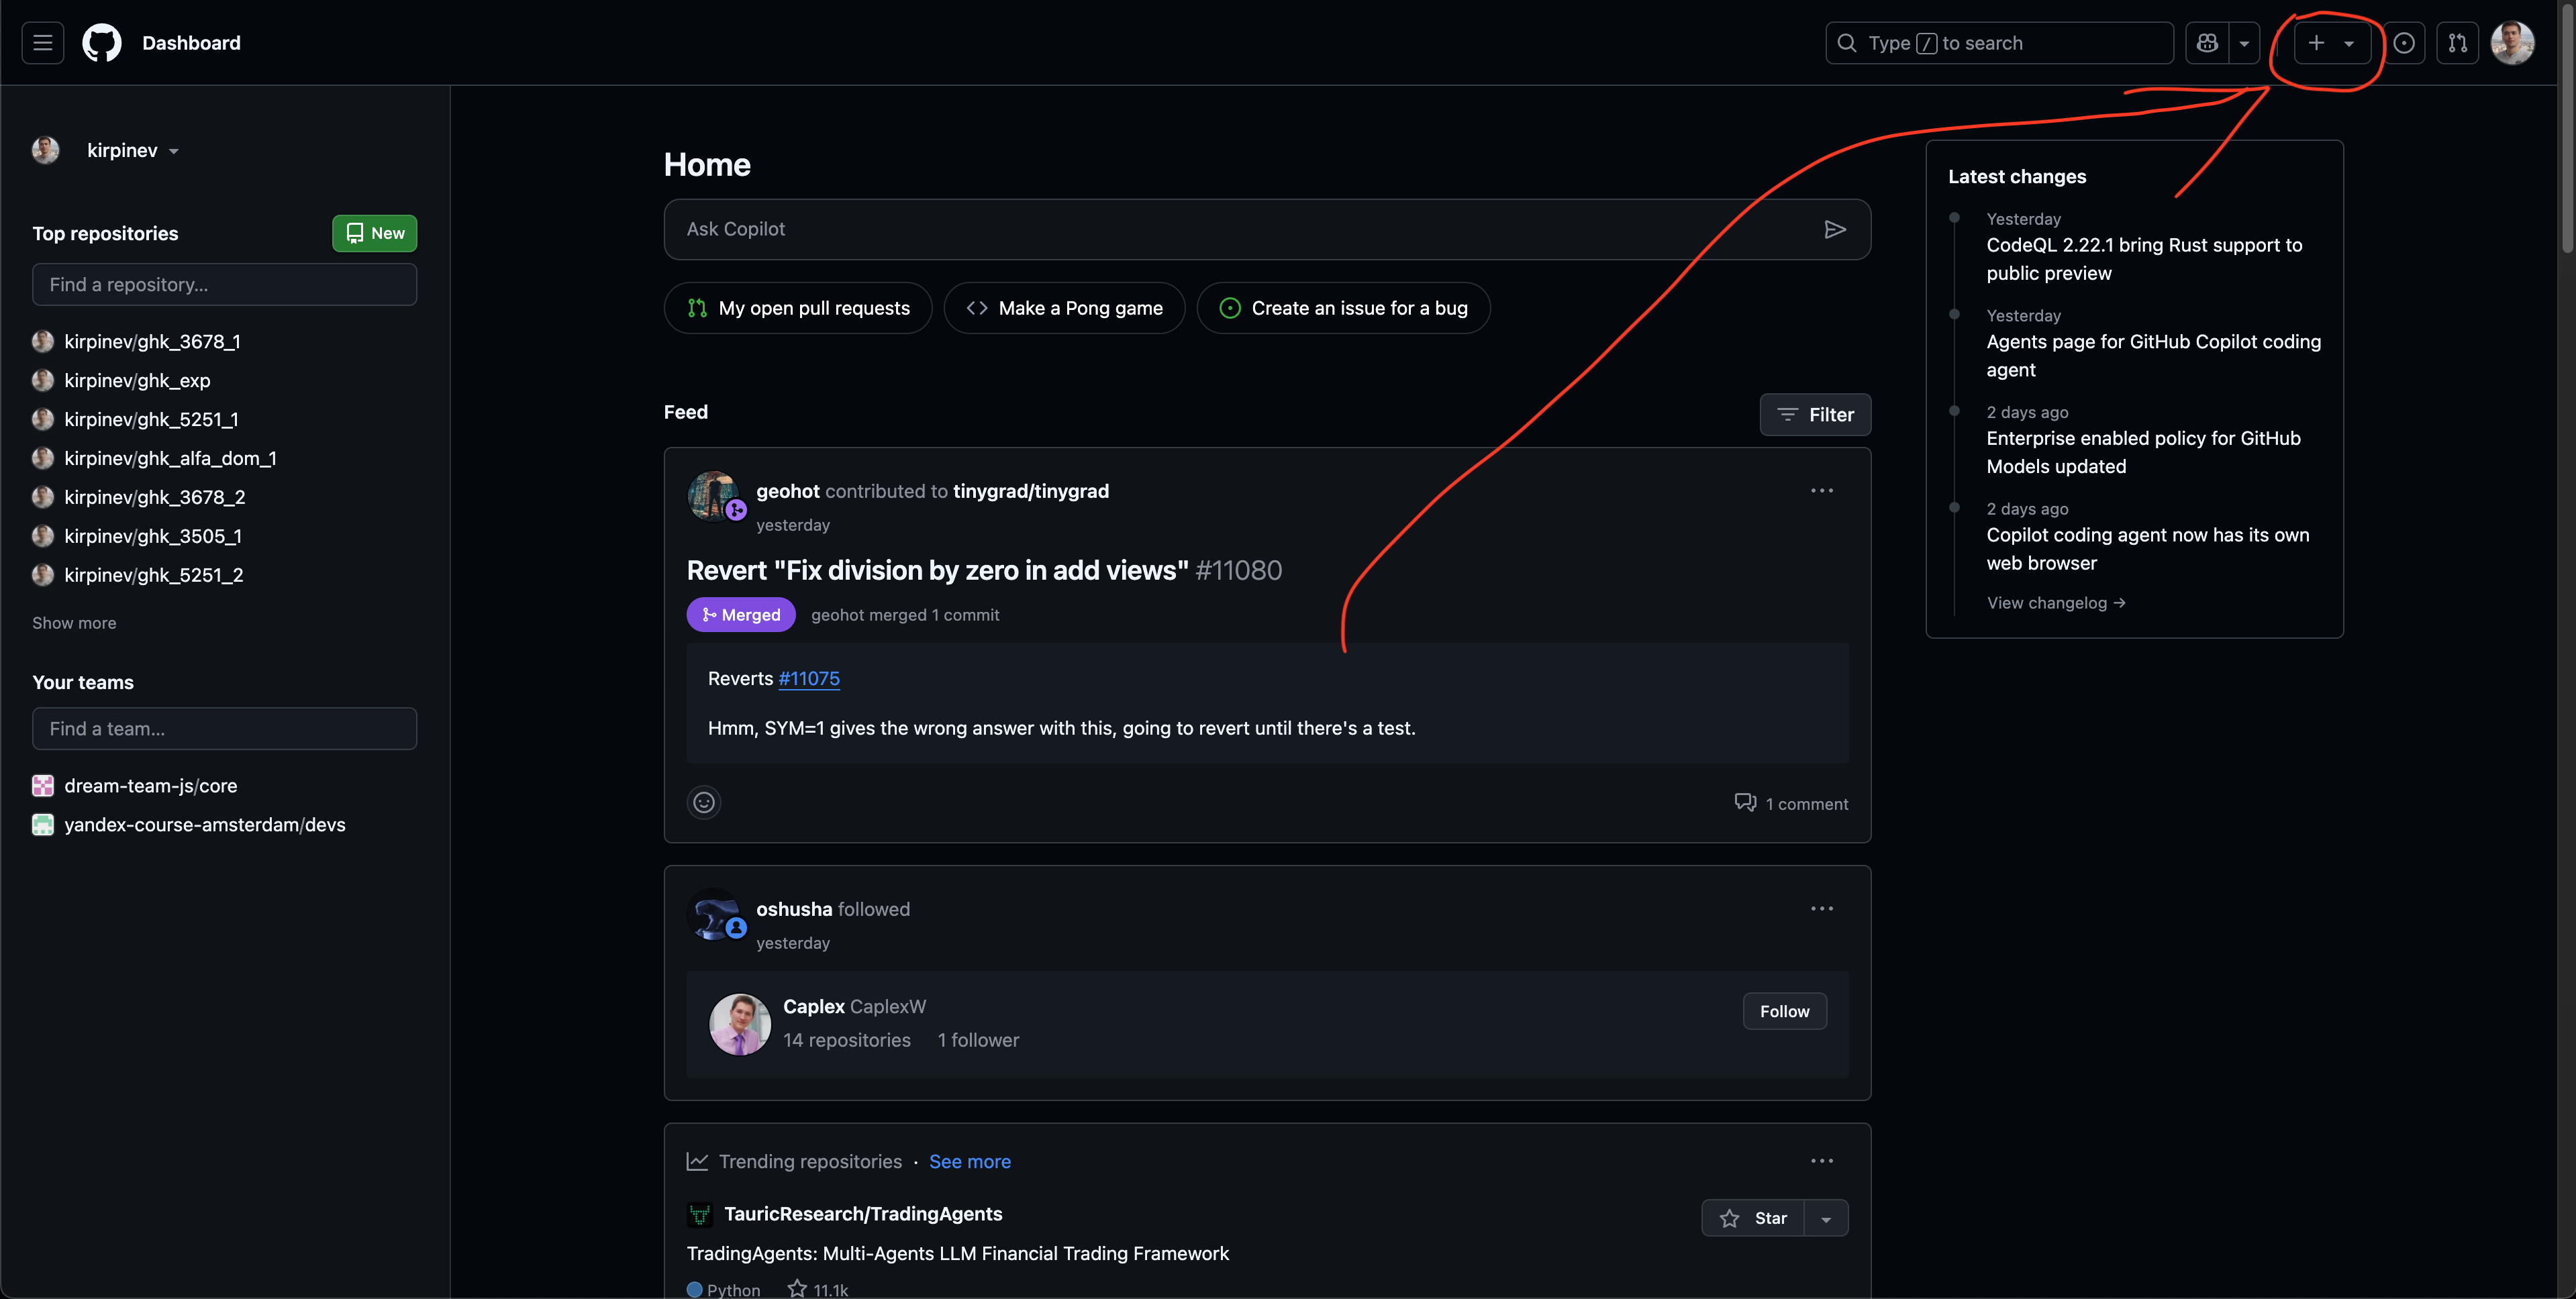 Dashboard
Type / to search
kirpinev
Top repositories
New
Find a repository...
kirpinev/ghk_3678_1
kirpinev/ghk_exp
kirpinev/ghk_5251_1
kirpinev/ghk_alfa_dom_1
kirpinev/ghk_3678_2
kirpinev/ghk_3505_1
kirpinev/ghk_5251_2
Show more
Your teams
Find a team...
dream-team-js/core
yandex-course-amsterdam/devs
Home
Ask Copilot
My open pull requests
Make a Pong game
Create an issue for a bug
Feed
Filter
geohot contributed to tinygrad/tinygrad
yesterday
Revert "Fix division by zero in add views" #11080
Merged
geohot merged 1 commit
Reverts #11075
Hmm, SYM=1 gives the wrong answer with this, going to revert until there's a test.
1 comment
oshusha followed
yesterday
Caplex CaplexW
14 repositories 1 follower
Follow
Trending repositories · See more
TauricResearch/TradingAgents
Star
TradingAgents: Multi-Agents LLM Financial Trading Framework
Python 11.1k
Latest changes
Yesterday
CodeQL 2.22.1 bring Rust support to
public preview
Yesterday
Agents page for GitHub Copilot coding
agent
2 days ago
Enterprise enabled policy for GitHub
Models updated
2 days ago
Copilot coding agent now has its own
web browser
View changelog →